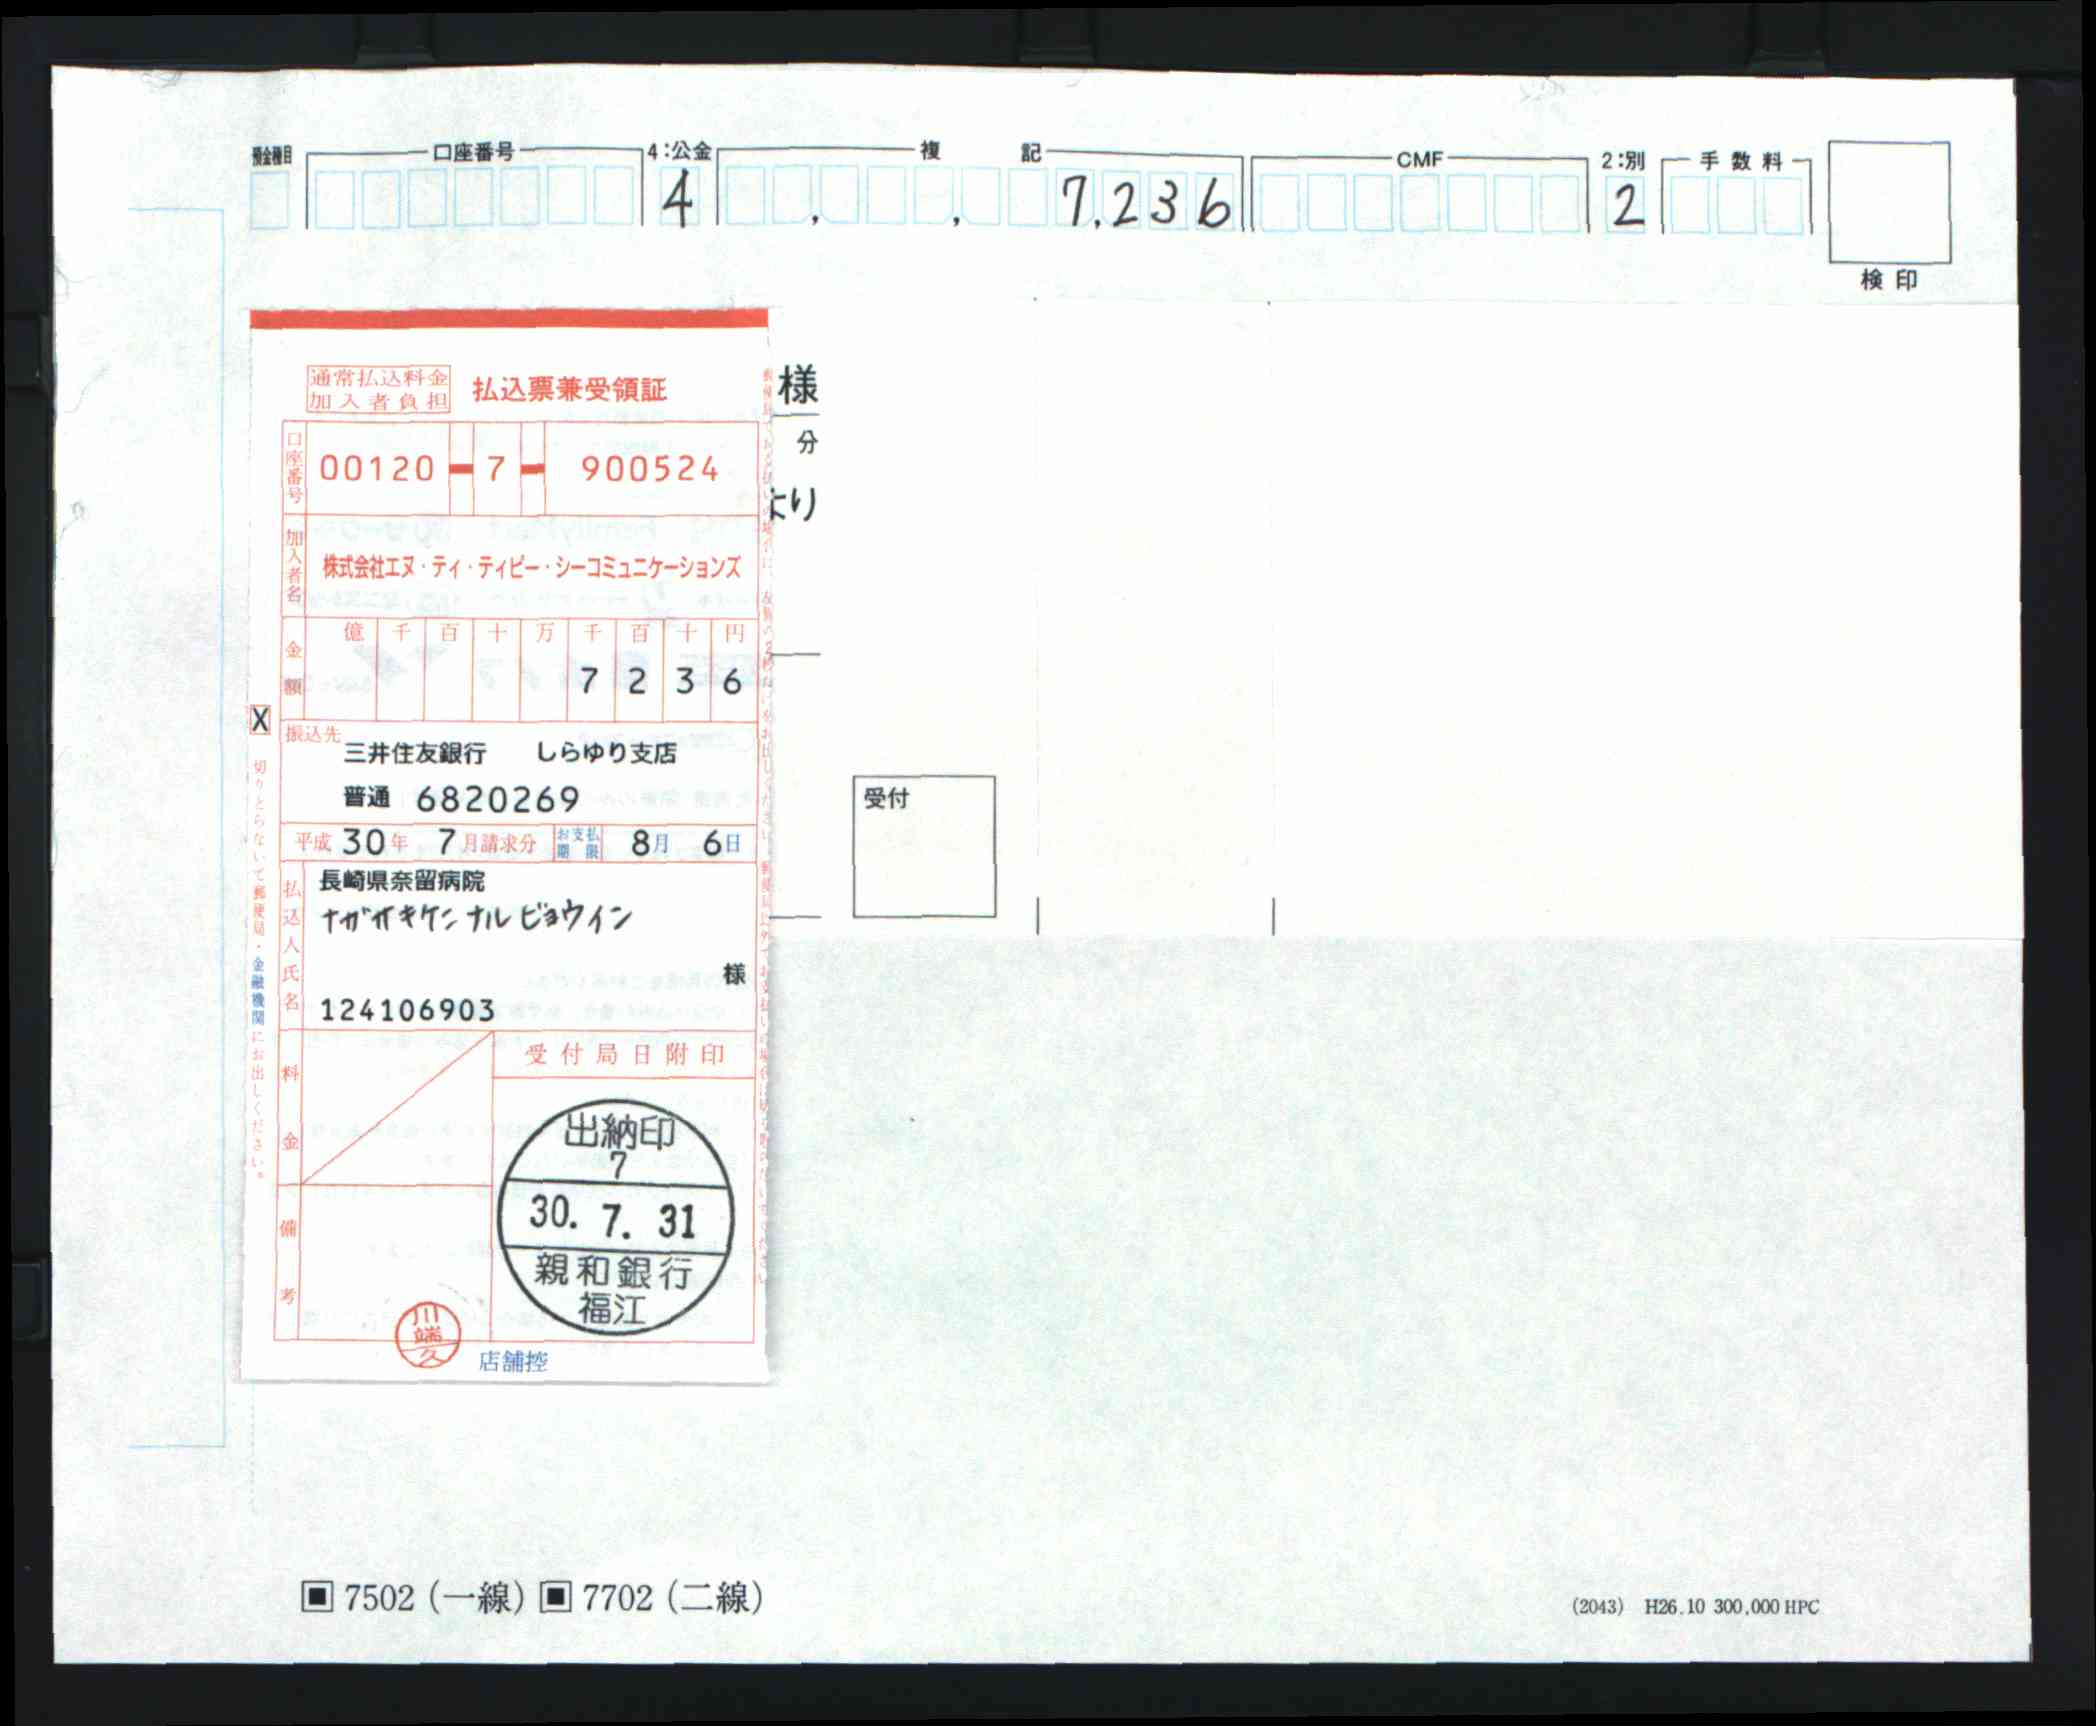 預金種目 口座番号 4:公金 複 記 CMF 2:別 手数料
4 7,236 2
検印
通常払込料金
加入者負担
払込票兼受領証
様
分
より
口座番号 00120-7-900524
加入者名 株式会社エヌ・ティ・ティピー・シーコミュニケーションズ
金額 億 千 百 十 万 千 百 十 円
7 2 3 6
X
振込先
三井住友銀行 しらゆり支店
普通 6820269
受付
平成 30年 7月請求分 お支払期限 8月 6日
払込人氏名
長崎県奈留病院
ナガサキケンナルビョウイン
様
124106903
料金
受付局日附印
出納印
7
30. 7. 31
親和銀行
福江
備考
川端久
店舗控
切りとらないで郵便局・金融機関にお出しください。
▣ 7502 (一線) ▣ 7702 (二線)
(2043) H26.10 300,000 HPC